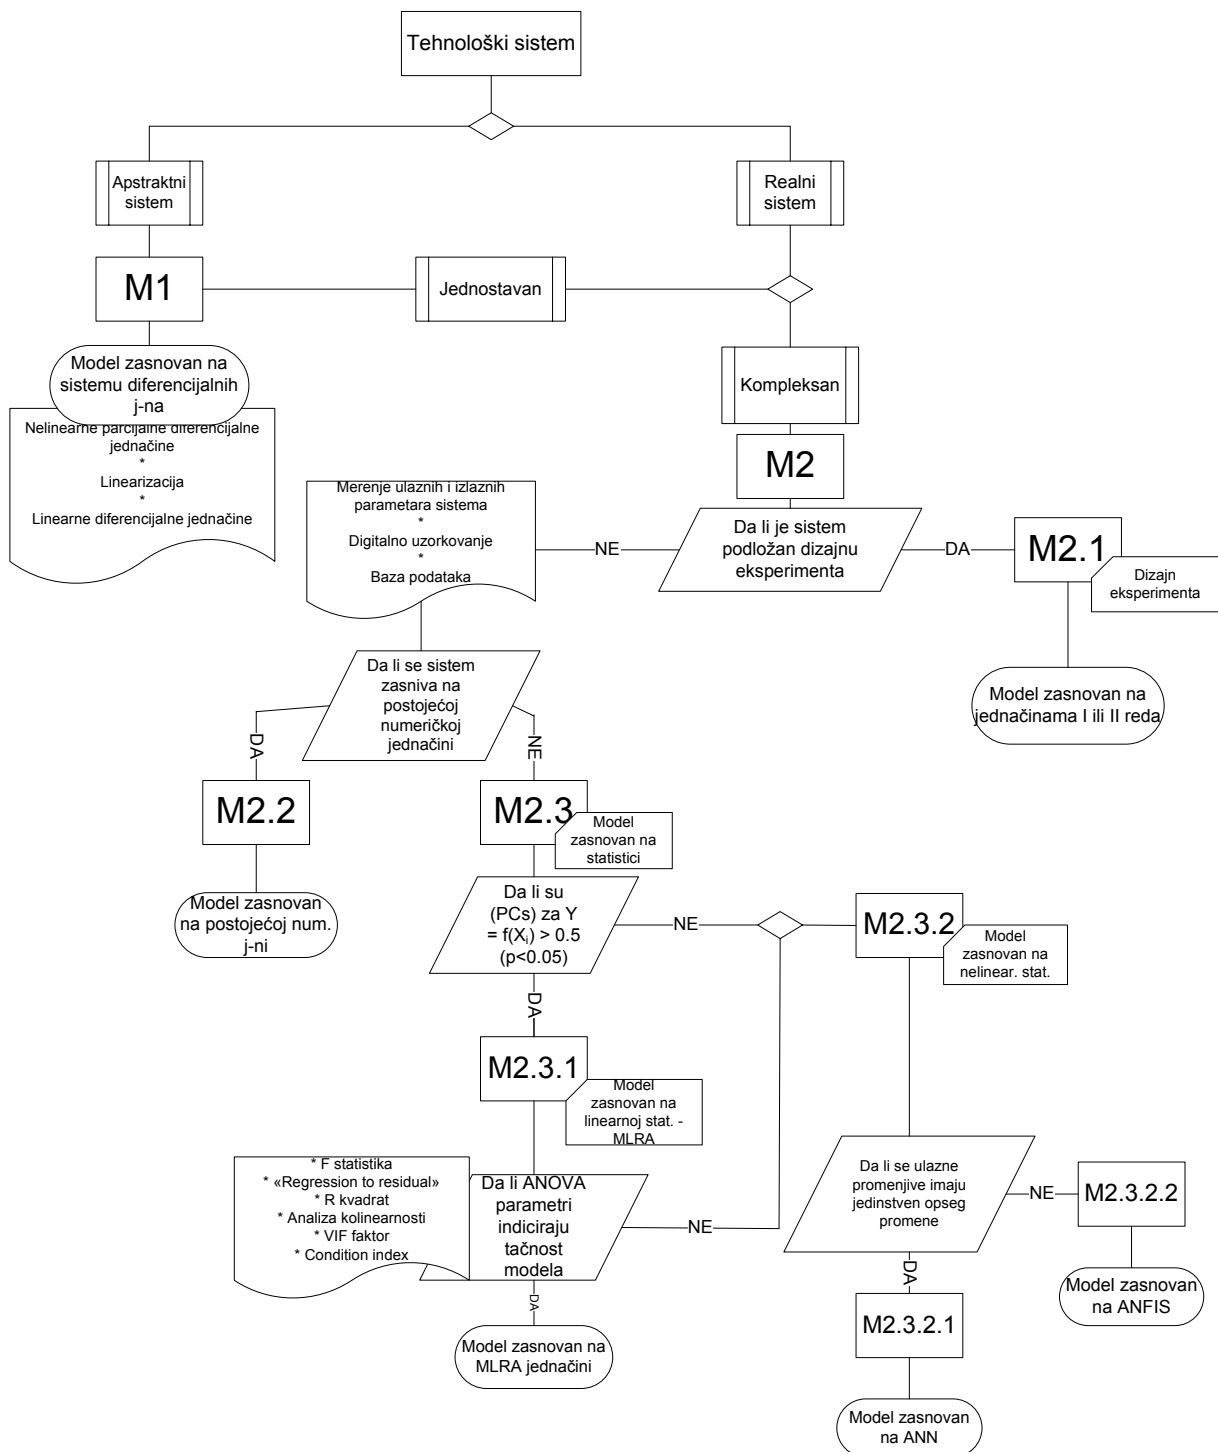 Tehnološki sistem
Apstraktni
sistem
Realni
sistem
M1
Jednostavan
Model zasnovan na
sistemu diferencijalnih
j-na
Nelinearne parcijalne diferencijalne
jednačine
*
Linearizacija
*
Linearne diferencijalne jednačine
Kompleksan
M2
Merenje ulaznih i izlaznih
parametara sistema
*
Digitalno uzorkovanje
*
Baza podataka
NE
Da li je sistem
podložan dizajnu
eksperimenta
DA
M2.1
Dizajn
eksperimenta
Model zasnovan na
jednačinama I ili II reda
Da li se sistem
zasniva na
postojećoj
numeričkoj
jednačini
DA
NE
M2.2
M2.3
Model
zasnovan na
statistici
Model zasnovan
na postojećoj num.
j-ni
Da li su
(PCs) za Y
= f(Xi) > 0.5
(p<0.05)
NE
M2.3.2
Model
zasnovan na
nelinear. stat.
DA
M2.3.1
Model
zasnovan na
linearnoj stat. -
MLRA
* F statistika
* «Regression to residual»
* R kvadrat
* Analiza kolinearnosti
* VIF faktor
* Condition index
Da li ANOVA
parametri
indiciraju
tačnost
modela
NE
DA
Model zasnovan na
MLRA jednačini
Da li se ulazne
promenjive imaju
jedinstven opseg
promene
NE
M2.3.2.2
Model zasnovan
na ANFIS
DA
M2.3.2.1
Model zasnovan
na ANN